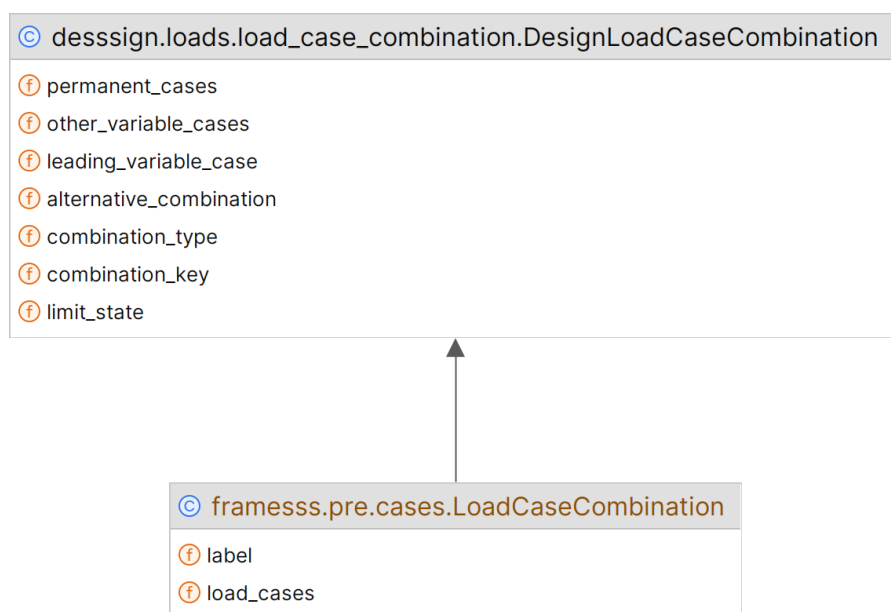 © desssign.loads.load_case_combination.DesignLoadCaseCombination
f permanent_cases
f other_variable_cases
f leading_variable_case
f alternative_combination
f combination_type
f combination_key
f limit_state
© framesss.pre.cases.LoadCaseCombination
f label
f load_cases